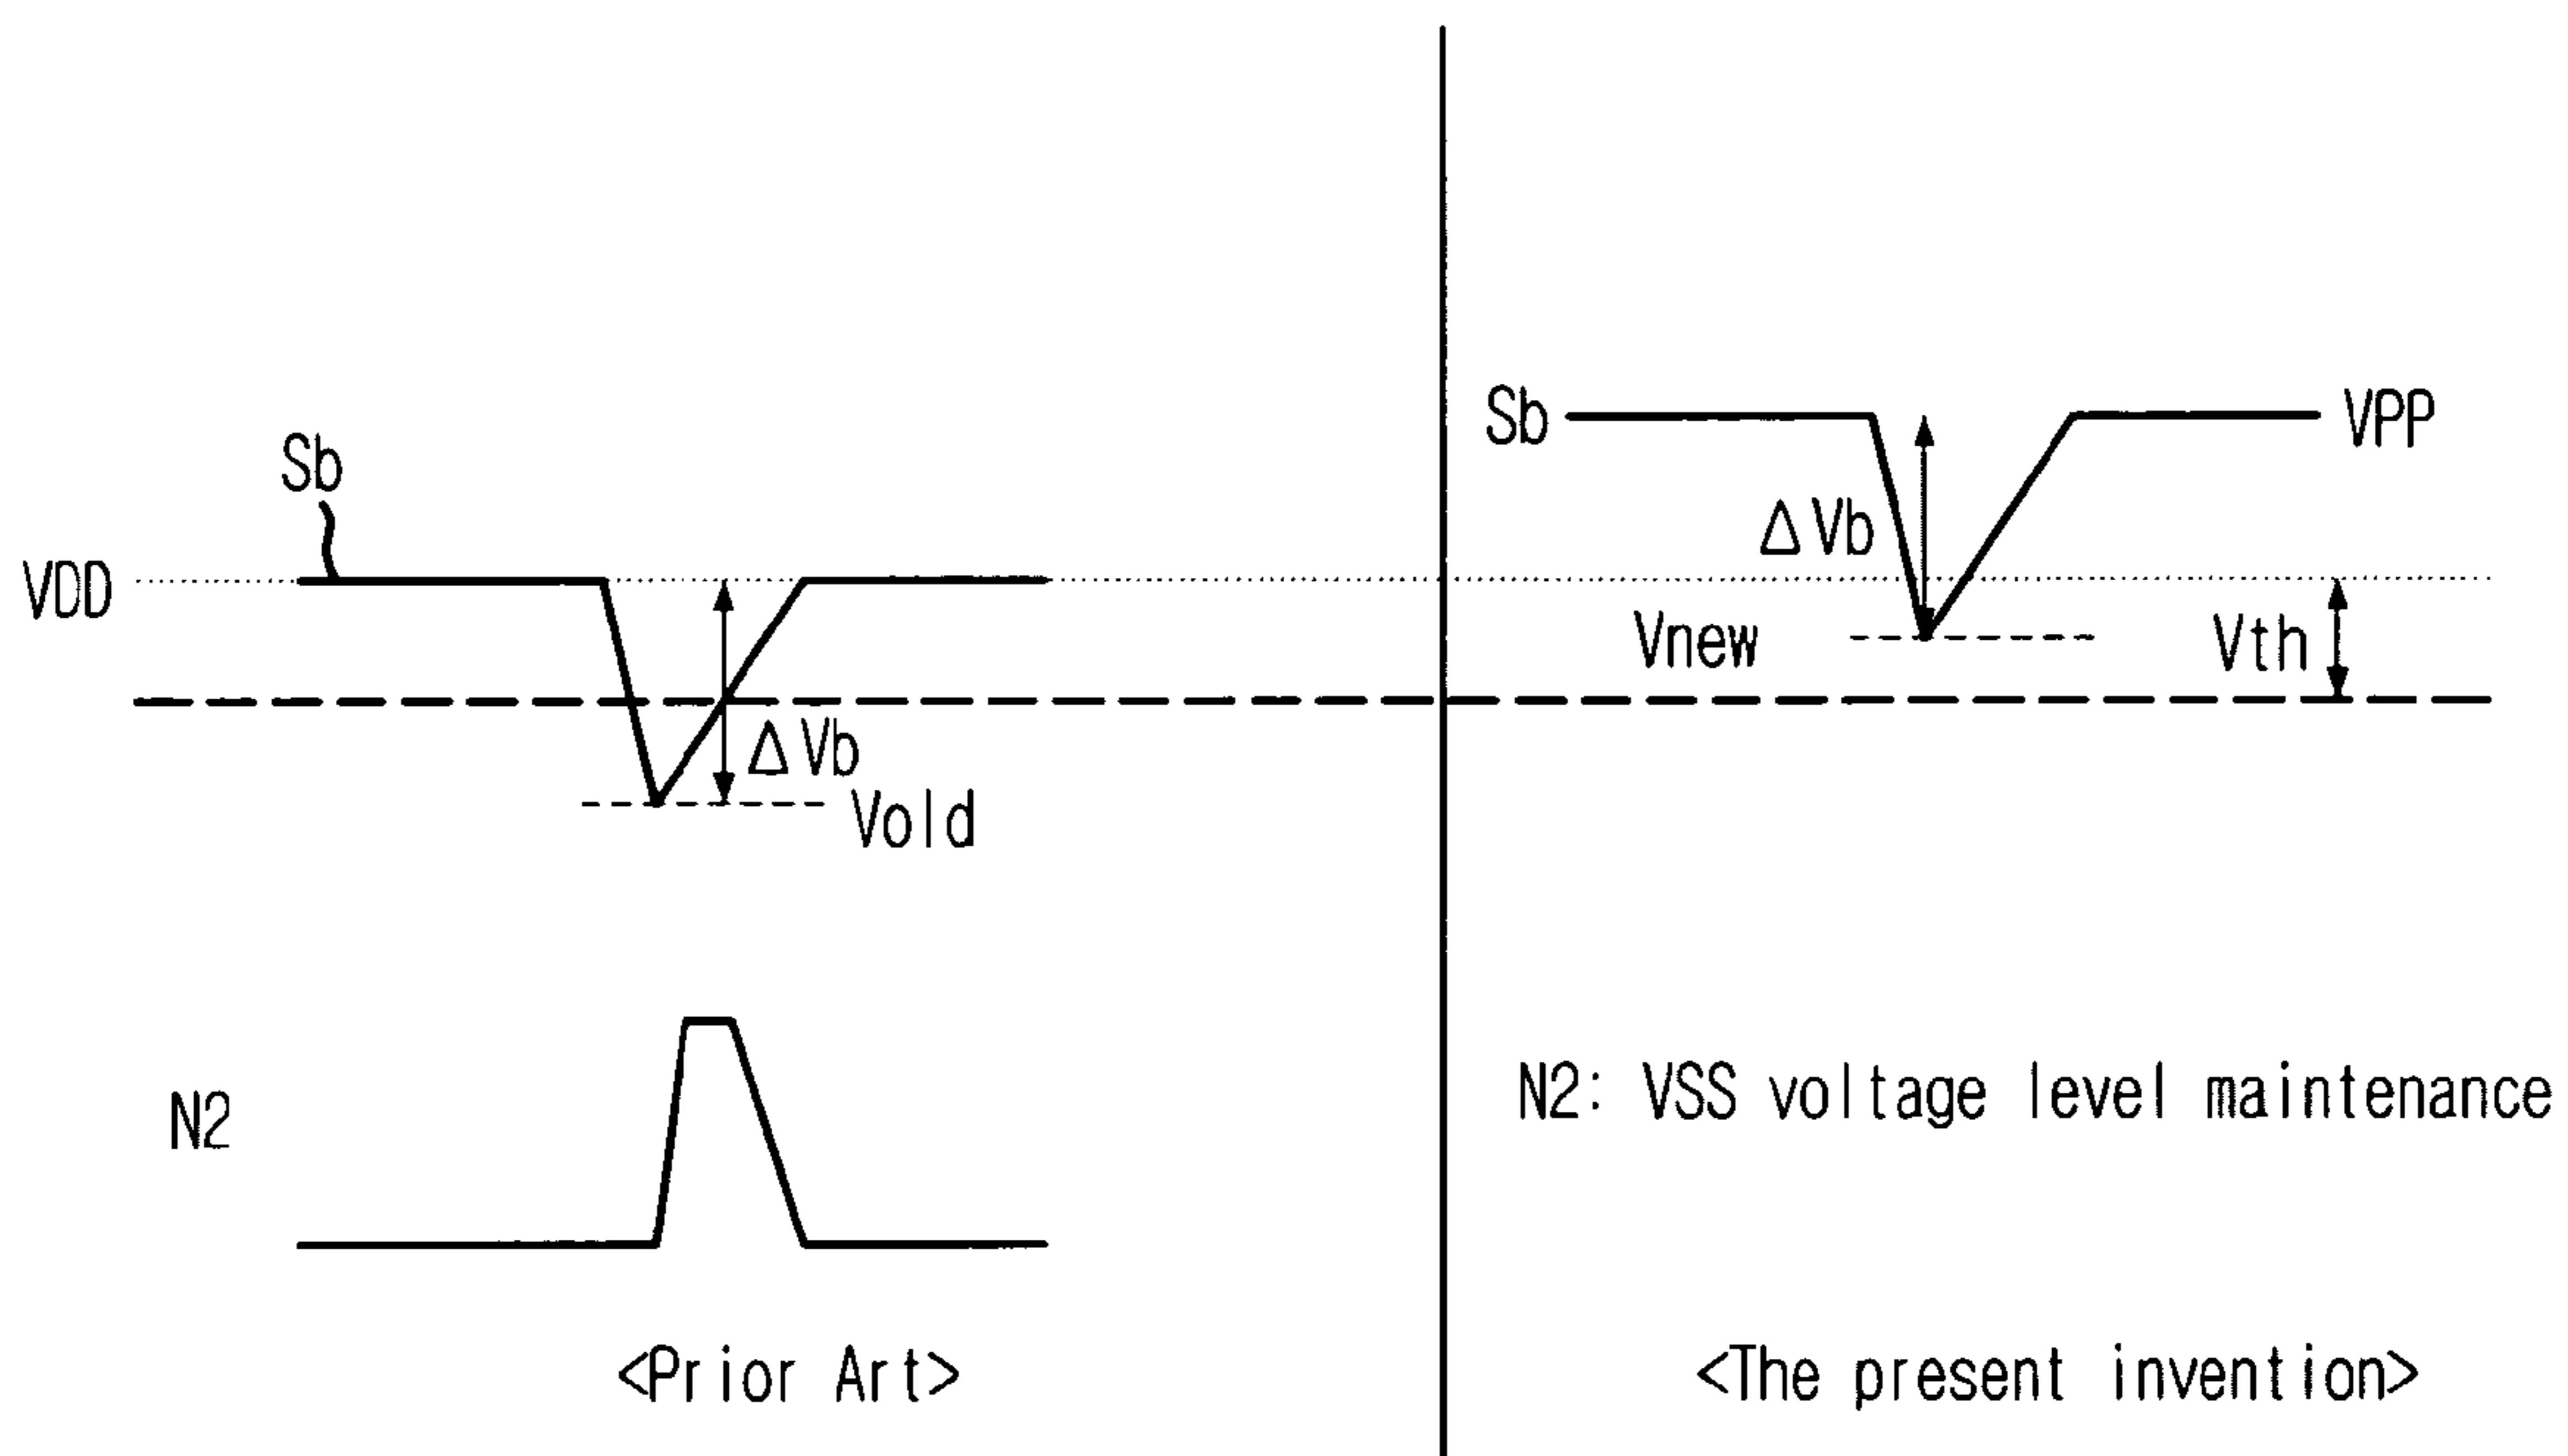 Sb
VDD
ΔVb
Vold
N2
<Prior Art>
Sb
VPP
ΔVb
Vnew
Vth
N2: VSS voltage level maintenance
<The present invention>